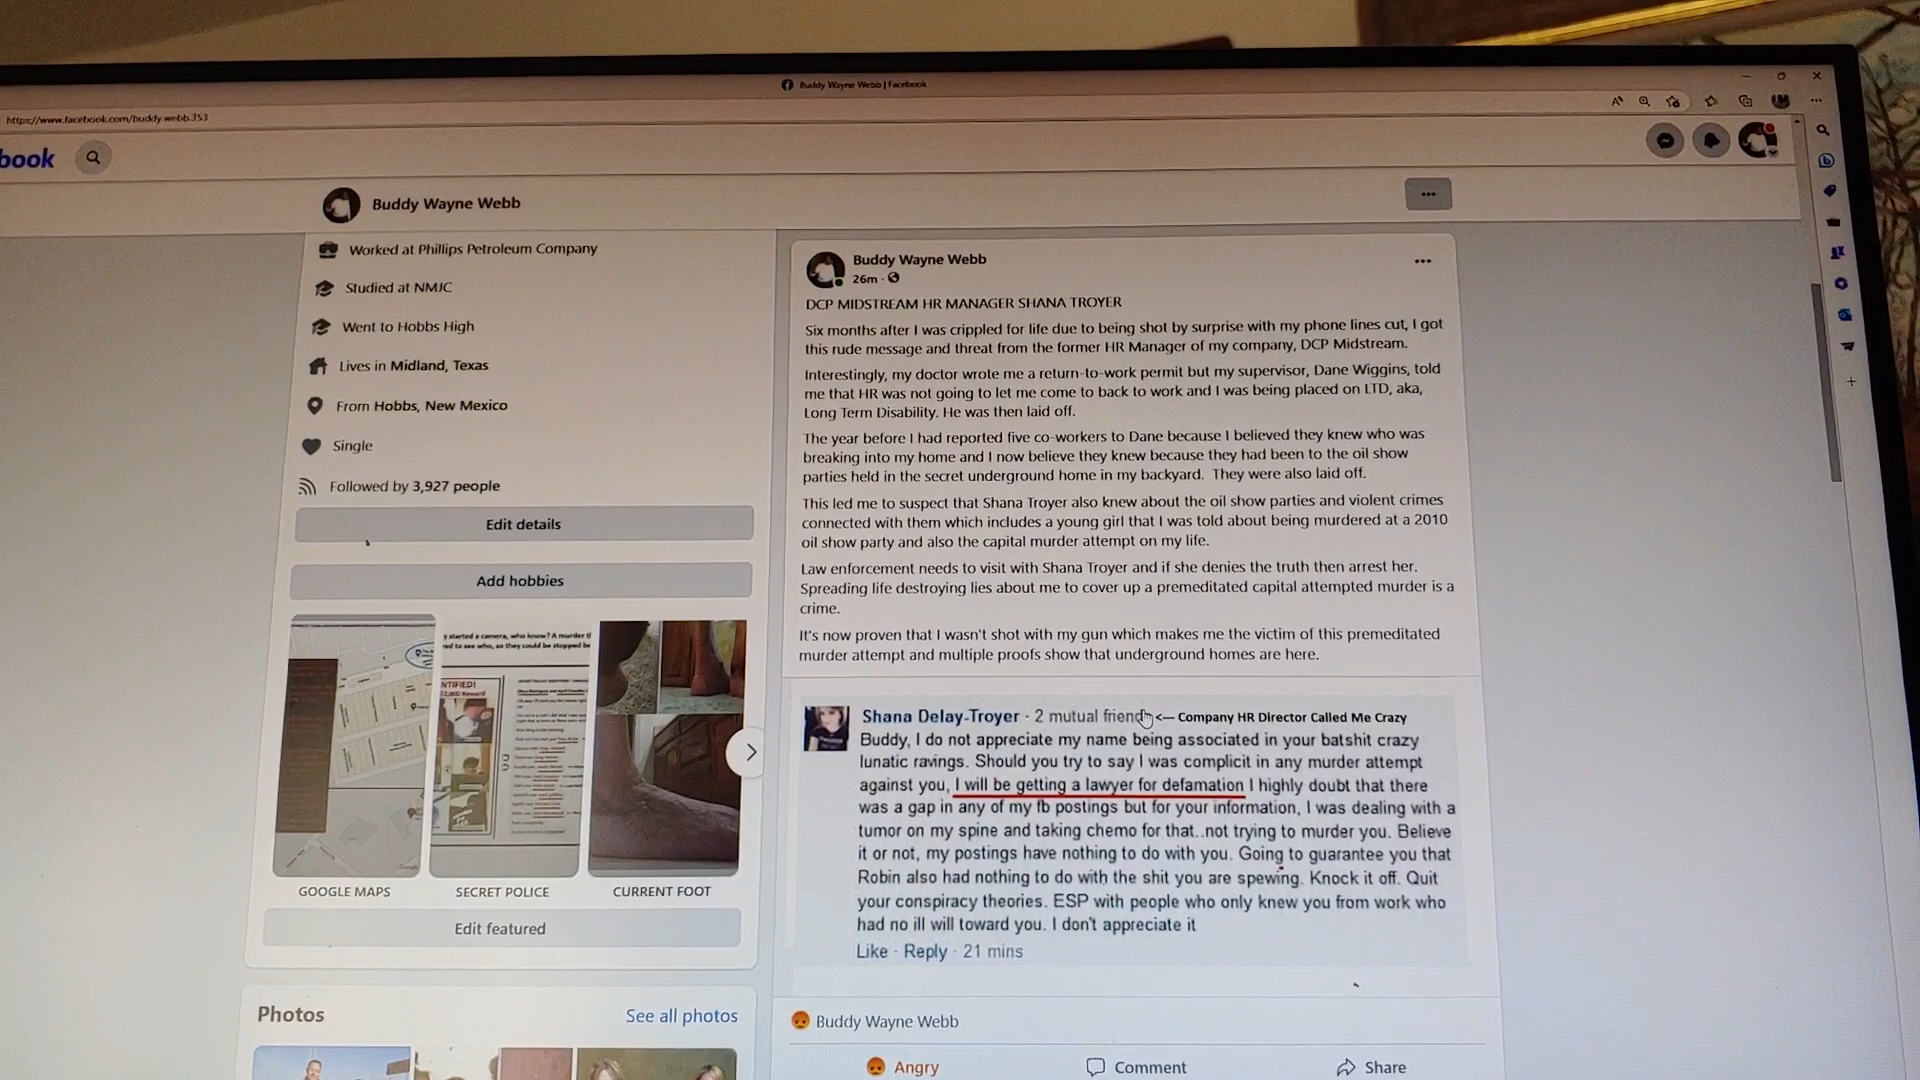 Buddy Wayne Webb | Facebook
https://www.facebook.com/buddy.webb.353
book
Buddy Wayne Webb
Worked at Phillips Petroleum Company
Studied at NMJC
Went to Hobbs High
Lives in Midland, Texas
From Hobbs, New Mexico
Single
Followed by 3,927 people
Edit details
Add hobbies
GOOGLE MAPS
SECRET POLICE
CURRENT FOOT
Edit featured
Photos
See all photos
Buddy Wayne Webb
26m ·
DCP MIDSTREAM HR MANAGER SHANA TROYER
Six months after I was crippled for life due to being shot by surprise with my phone lines cut, I got
this rude message and threat from the former HR Manager of my company, DCP Midstream.
Interestingly, my doctor wrote me a return-to-work permit but my supervisor, Dane Wiggins, told
me that HR was not going to let me come to back to work and I was being placed on LTD, aka,
Long Term Disability. He was then laid off.
The year before I had reported five co-workers to Dane because I believed they knew who was
breaking into my home and I now believe they knew because they had been to the oil show
parties held in the secret underground home in my backyard. They were also laid off.
This led me to suspect that Shana Troyer also knew about the oil show parties and violent crimes
connected with them which includes a young girl that I was told about being murdered at a 2010
oil show party and also the capital murder attempt on my life.
Law enforcement needs to visit with Shana Troyer and if she denies the truth then arrest her.
Spreading life destroying lies about me to cover up a premeditated capital attempted murder is a
crime.
It's now proven that I wasn't shot with my gun which makes me the victim of this premeditated
murder attempt and multiple proofs show that underground homes are here.
Shana Delay-Troyer · 2 mutual friend <— Company HR Director Called Me Crazy
Buddy, I do not appreciate my name being associated in your batshit crazy
lunatic ravings. Should you try to say I was complicit in any murder attempt
against you, I will be getting a lawyer for defamation I highly doubt that there
was a gap in any of my fb postings but for your information, I was dealing with a
tumor on my spine and taking chemo for that..not trying to murder you. Believe
it or not, my postings have nothing to do with you. Going to guarantee you that
Robin also had nothing to do with the shit you are spewing. Knock it off. Quit
your conspiracy theories. ESP with people who only knew you from work who
had no ill will toward you. I don't appreciate it
Like · Reply · 21 mins
Buddy Wayne Webb
Angry
Comment
Share